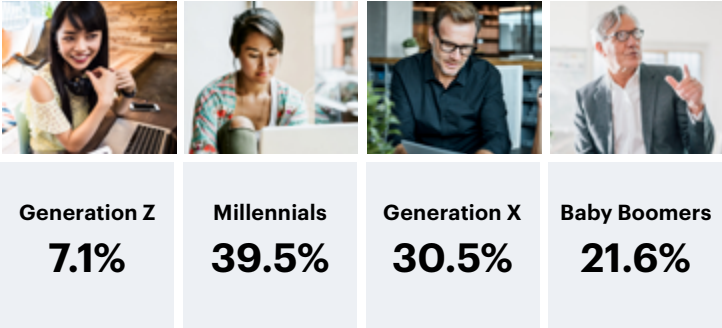 Generation Z
7.1%
Millennials
39.5%
Generation X
30.5%
Baby Boomers
21.6%